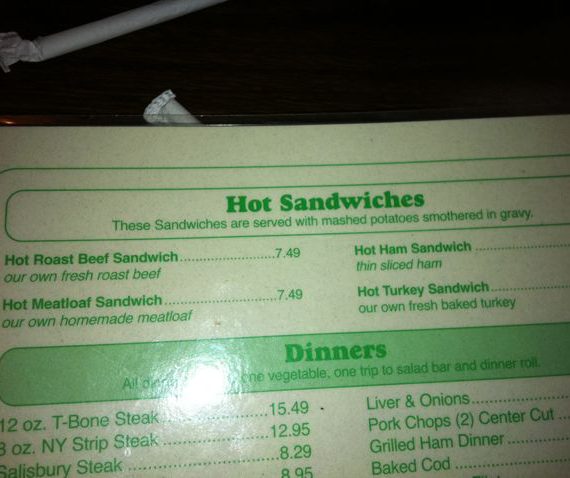 Hot Sandwiches
These Sandwiches are served with mashed potatoes smothered in gravy.
Hot Roast Beef Sandwich 7.49
our own fresh roast beef
Hot Meatloaf Sandwich 7.49
our own homemade meatloaf
Hot Ham Sandwich
thin sliced ham
Hot Turkey Sandwich
our own fresh baked turkey
Dinners
All one vegetable, one trip to salad bar and dinner roll.
12 oz. T-Bone Steak 15.49
8 oz. NY Strip Steak 12.95
Salisbury Steak 8.29
8.95
Liver & Onions
Pork Chops (2) Center Cut
Grilled Ham Dinner
Baked Cod